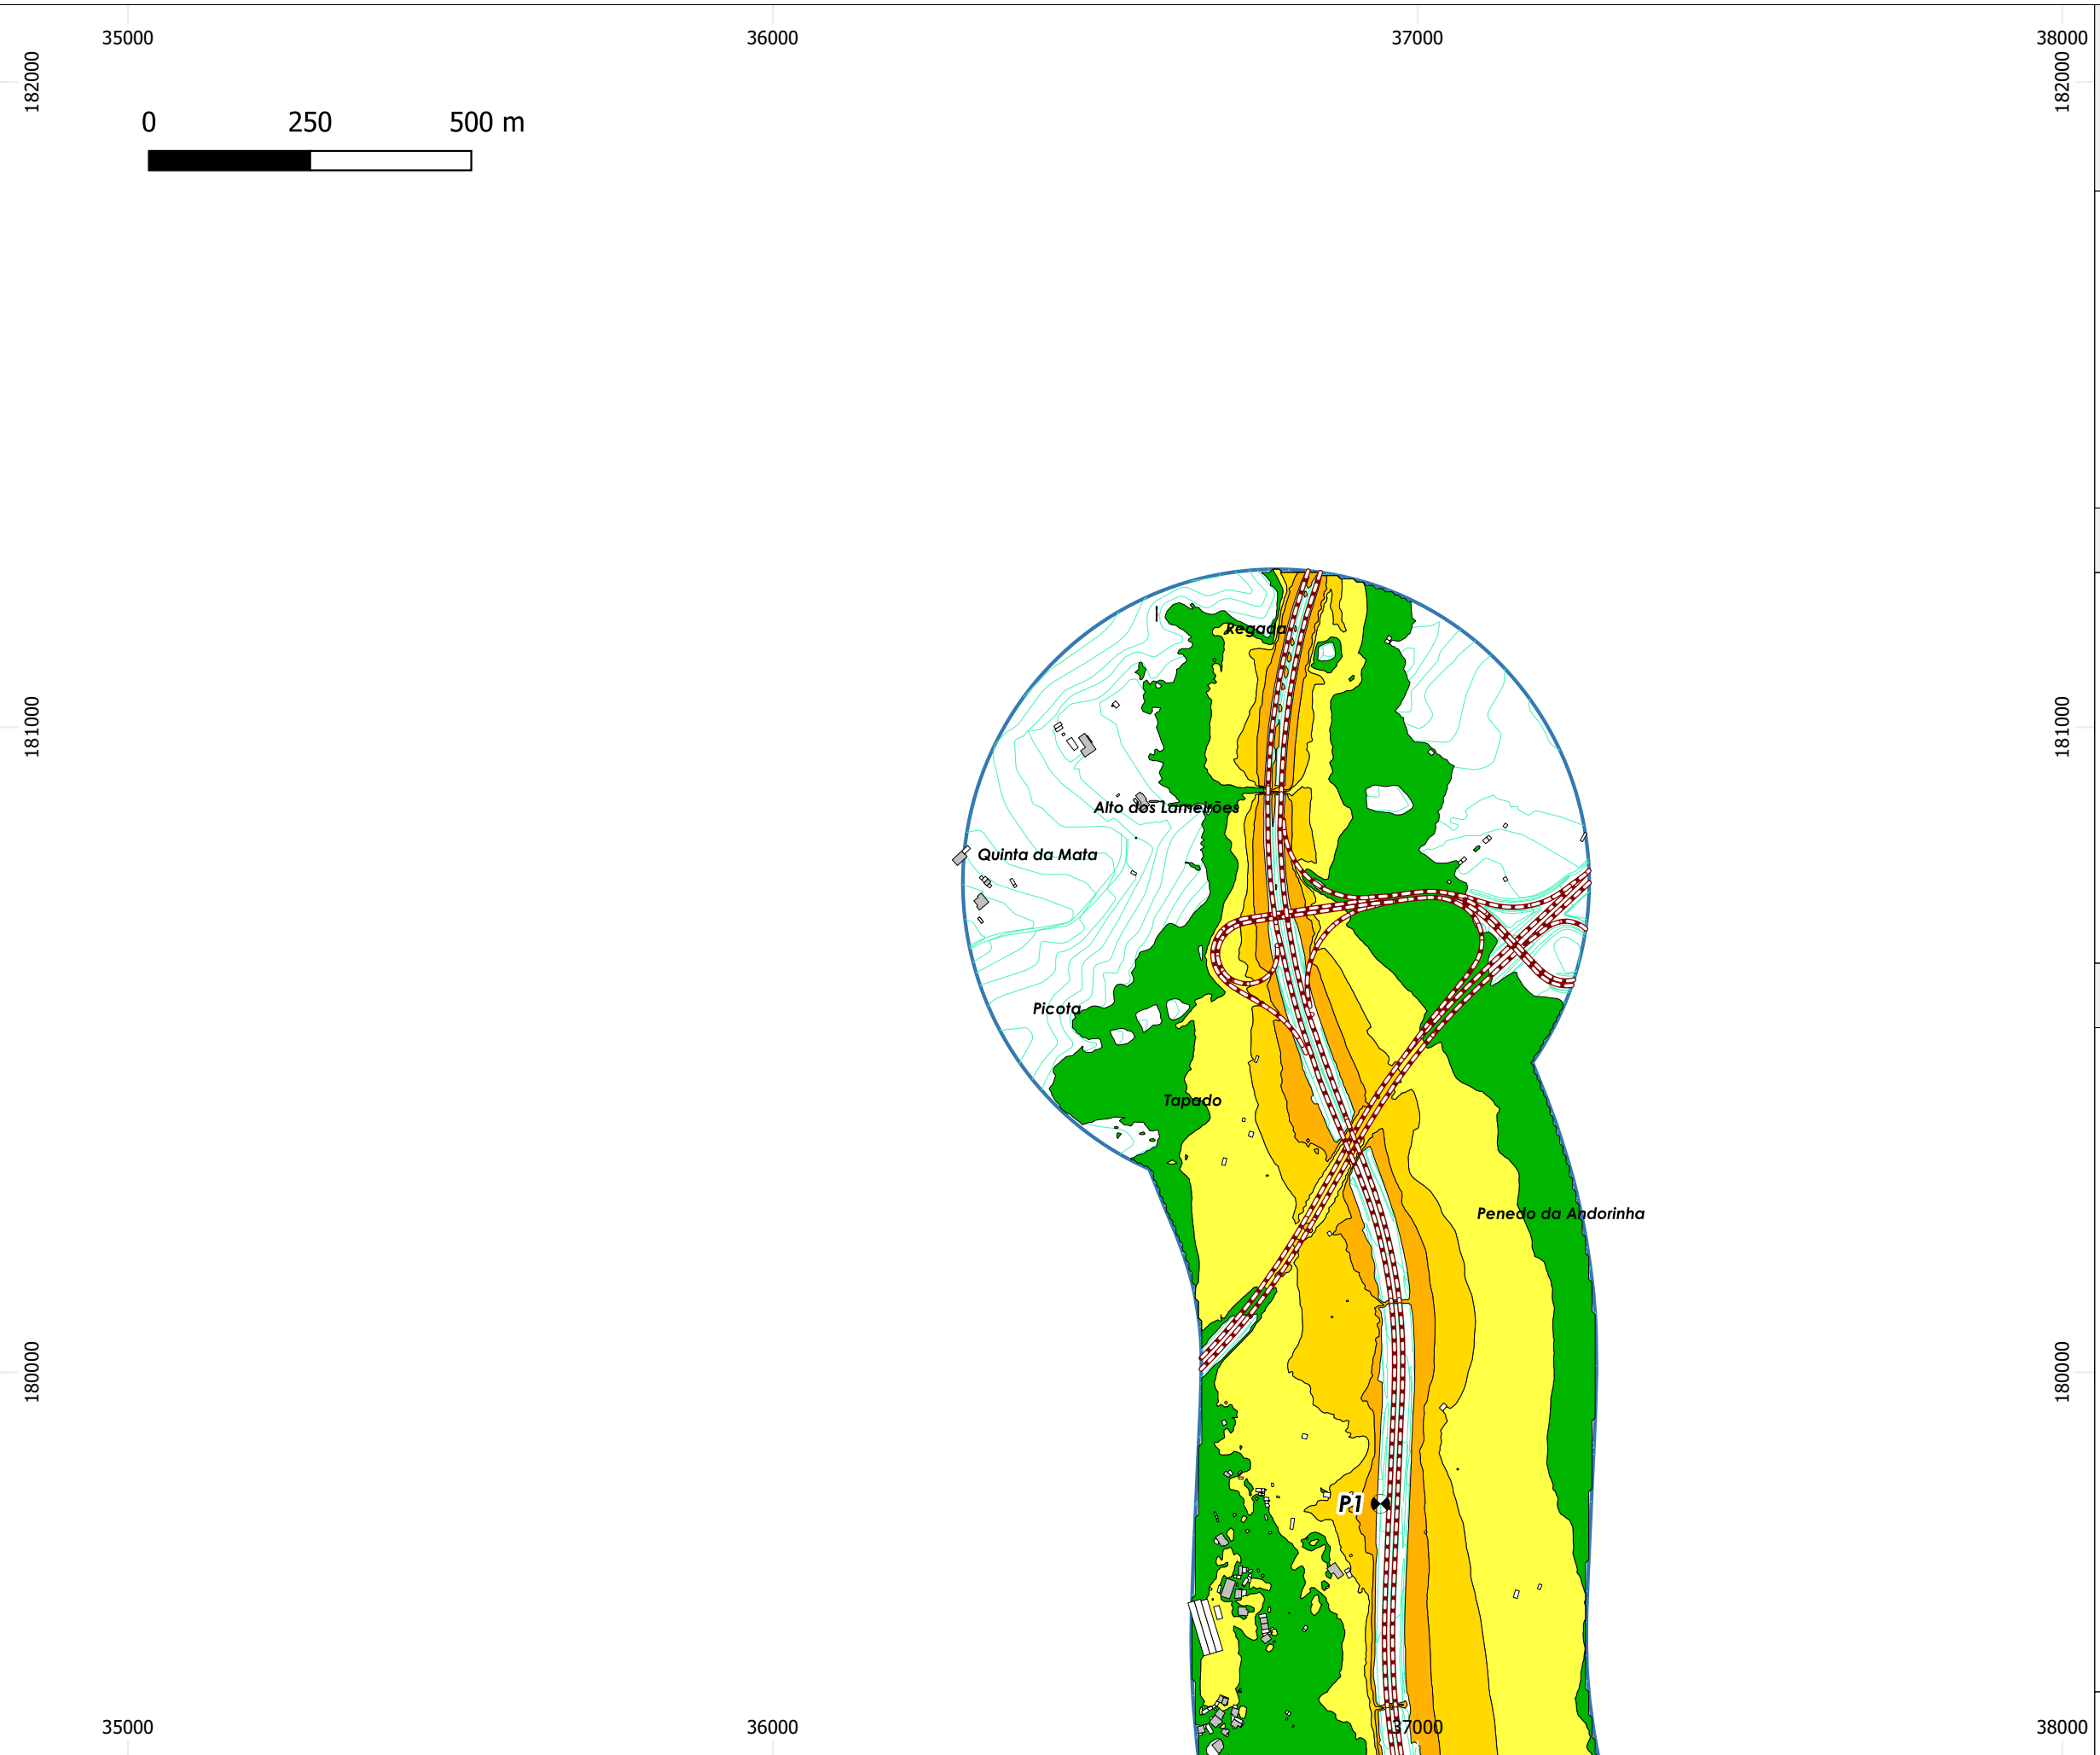 35000 36000 37000 38000
182000 182000
0 250 500 m
Regada
181000 181000
Alto dos Lameirões
Quinta da Mata
Picota
Tapado
Penedo da Andorinha
180000 180000
P1
35000 36000 37000 38000